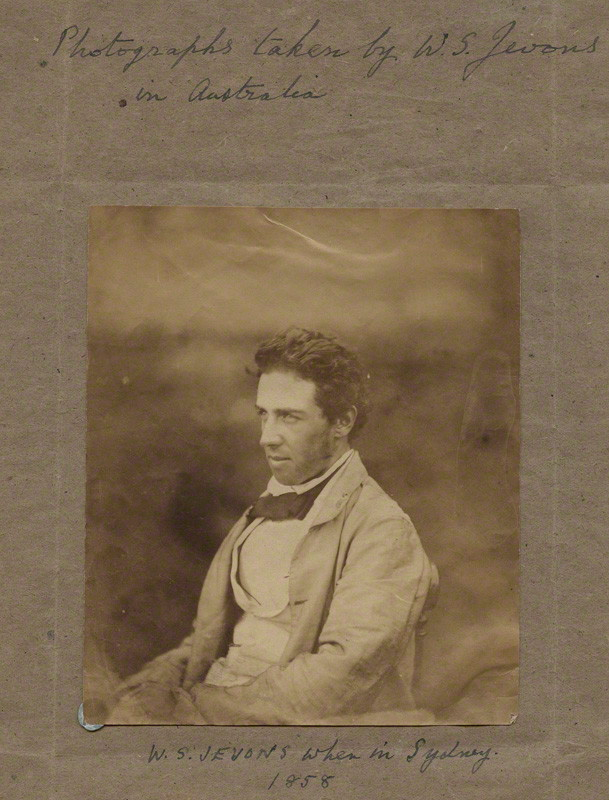 Photographs taken by W.S. Jevons
in Australia
W. S. JEVONS when in Sydney.
1858